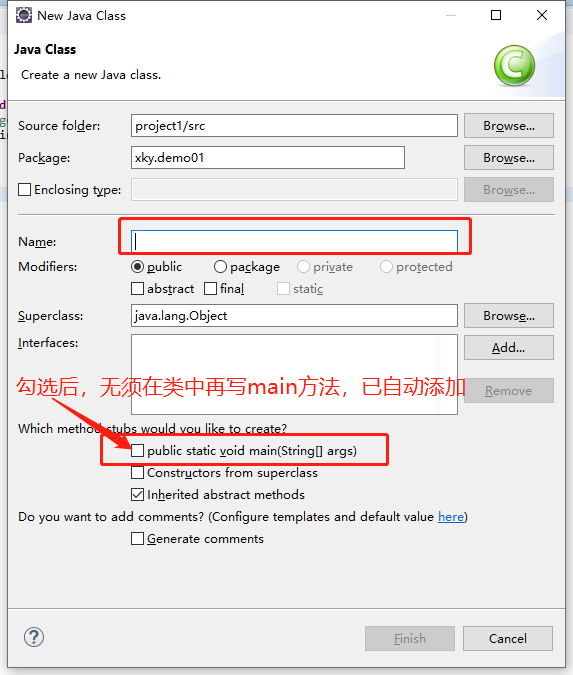 New Java Class
Java Class
Create a new Java class.
Source folder: project1/src Browse...
Package: xky.demo01 Browse...
Enclosing type: Browse...
Name:
Modifiers: public package private protected
abstract final static
Superclass: java.lang.Object Browse...
Interfaces: Add...
勾选后，无须在类中再写main方法，已自动添加 Remove
Which method stubs would you like to create?
public static void main(String[] args)
Constructors from superclass
Inherited abstract methods
Do you want to add comments? (Configure templates and default value here)
Generate comments
? Finish Cancel